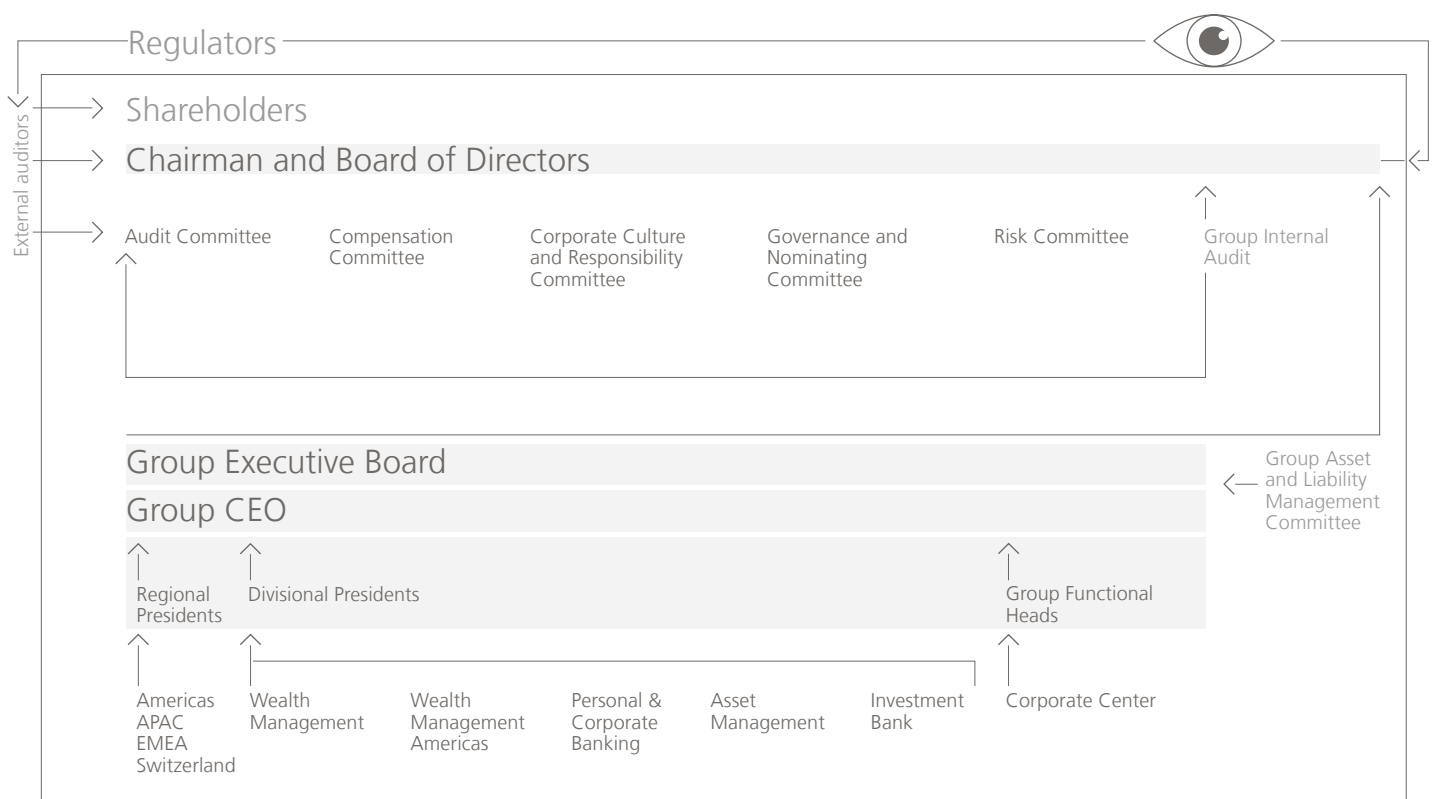 Regulators
Shareholders
External auditors
Chairman and Board of Directors
Audit Committee
Compensation
Committee
Corporate Culture
and Responsibility
Committee
Governance and
Nominating
Committee
Risk Committee
Group Internal
Audit
Group Executive Board
Group Asset
and Liability
Management
Committee
Group CEO
Regional
Presidents
Divisional Presidents
Group Functional
Heads
Americas
APAC
EMEA
Switzerland
Wealth
Management
Wealth
Management
Americas
Personal &
Corporate
Banking
Asset
Management
Investment
Bank
Corporate Center